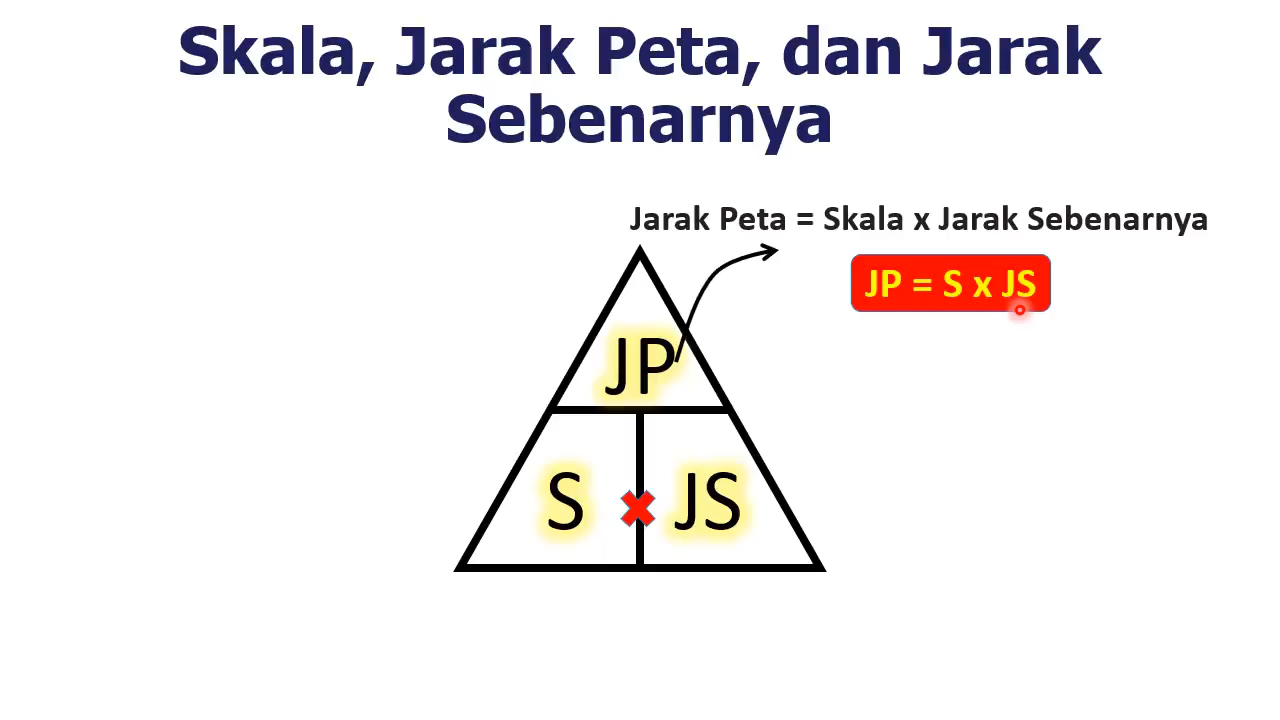 Skala, Jarak Peta, dan Jarak
Sebenarnya
Jarak Peta = Skala x Jarak Sebenarnya
JP = S x JS
JP
S
JS